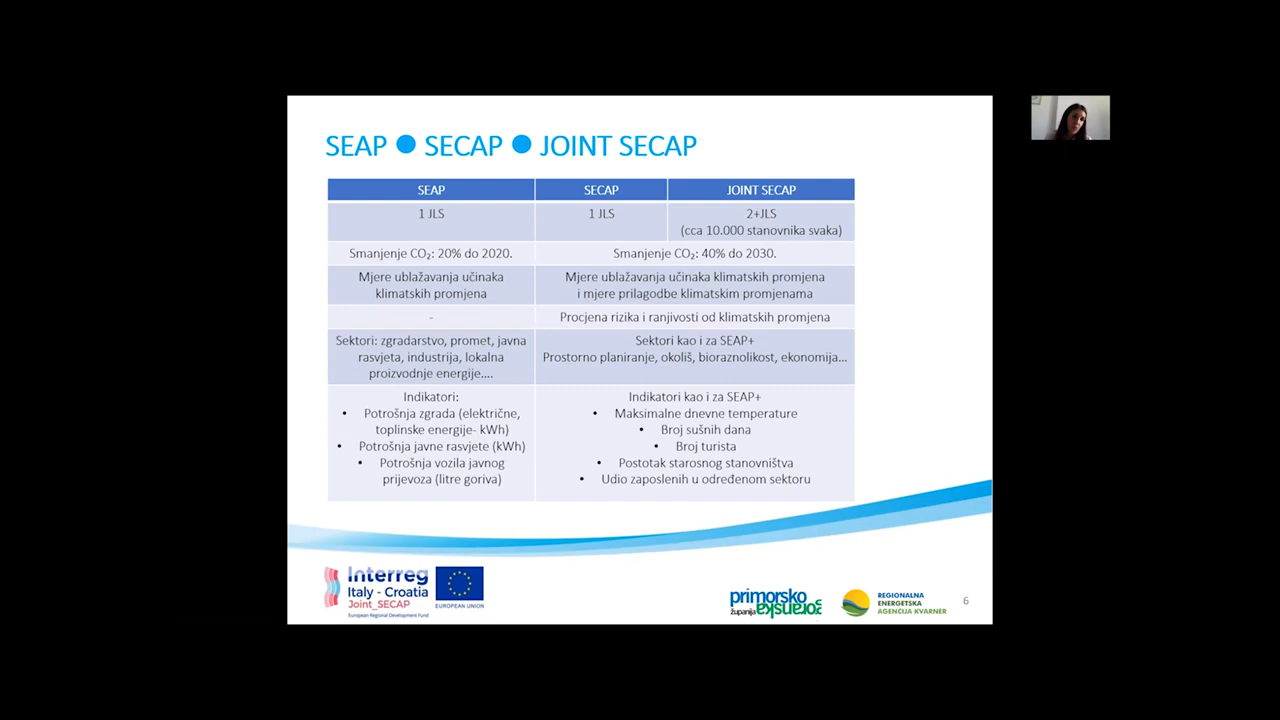 SEAP ● SECAP ● JOINT SECAP
SEAP
SECAP
JOINT SECAP
1 JLS
1 JLS
2+JLS
(cca 10.000 stanovnika svaka)
Smanjenje CO₂: 20% do 2020.
Smanjenje CO₂: 40% do 2030.
Mjere ublažavanja učinaka
klimatskih promjena
Mjere ublažavanja učinaka klimatskih promjena
i mjere prilagodbe klimatskim promjenama
-
Procjena rizika i ranjivosti od klimatskih promjena
Sektori: zgradarstvo, promet, javna
rasvjeta, industrija, lokalna
proizvodnje energije....
Sektori kao i za SEAP+
Prostorno planiranje, okoliš, bioraznolikost, ekonomija...
Indikatori:
• Potrošnja zgrada (električne,
toplinske energije- kWh)
• Potrošnja javne rasvjete (kWh)
• Potrošnja vozila javnog
prijevoza (litre goriva)
Indikatori kao i za SEAP+
• Maksimalne dnevne temperature
• Broj sušnih dana
• Broj turista
• Postotak starosnog stanovništva
• Udio zaposlenih u određenom sektoru
Interreg
Italy - Croatia
Joint_SECAP
European Regional Development Fund
EUROPEAN UNION
primorsko
županija
goranska
REGIONALNA
ENERGETSKA
AGENCIJA KVARNER
6